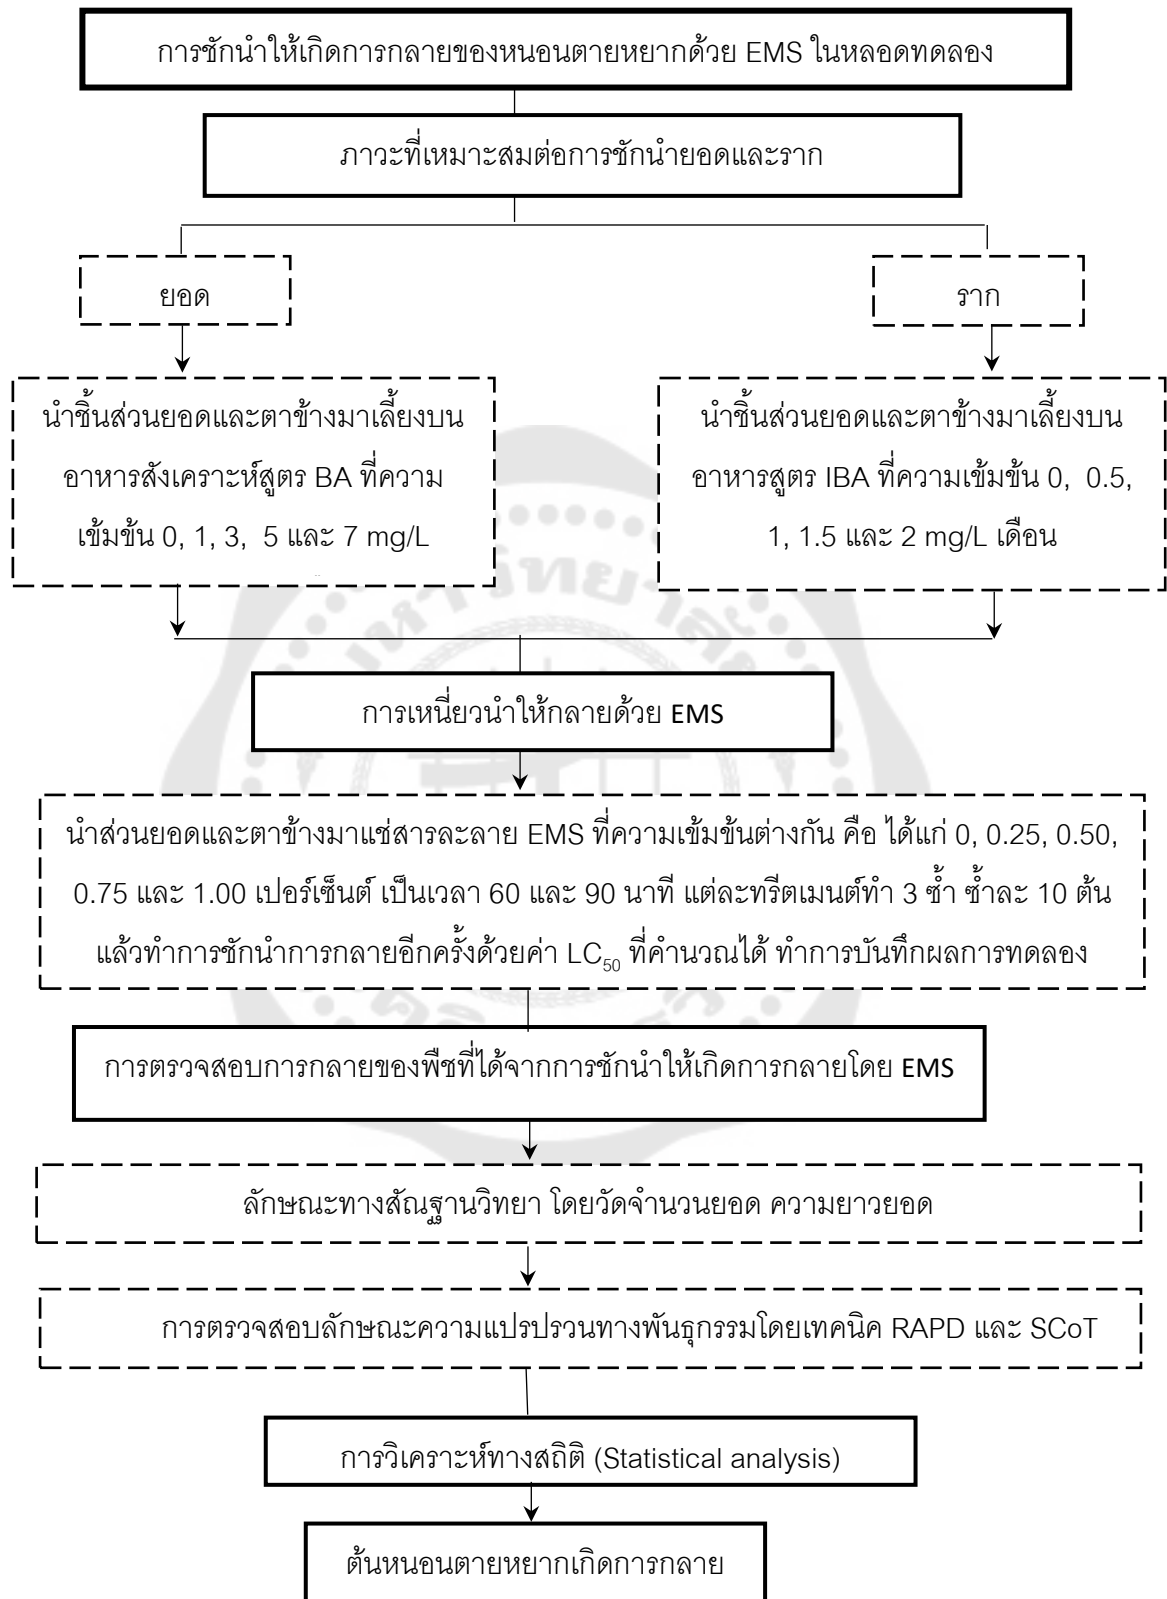 การชักนำให้เกิดการกลายของหนอนตายหยากด้วย EMS ในหลอดทดลอง
ภาวะที่เหมาะสมต่อการชักนำยอดและราก
ยอด
ราก
นำชิ้นส่วนยอดและตาข้างมาเลี้ยงบน
อาหารสังเคราะห์สูตร BA ที่ความ
เข้มข้น 0, 1, 3, 5 และ 7 mg/L
นำชิ้นส่วนยอดและตาข้างมาเลี้ยงบน
อาหารสูตร IBA ที่ความเข้มข้น 0, 0.5,
1, 1.5 และ 2 mg/L เดือน
การเหนี่ยวนำให้กลายด้วย EMS
นำส่วนยอดและตาข้างมาแช่สารละลาย EMS ที่ความเข้มข้นต่างกัน คือ ได้แก่ 0, 0.25, 0.50,
0.75 และ 1.00 เปอร์เซ็นต์ เป็นเวลา 60 และ 90 นาที แต่ละทรีตเมนต์ทำ 3 ซ้ำ ซ้ำละ 10 ต้น
แล้วทำการชักนำการกลายอีกครั้งด้วยค่า LC50 ที่คำนวณได้ ทำการบันทึกผลการทดลอง
การตรวจสอบการกลายของพืชที่ได้จากการชักนำให้เกิดการกลายโดย EMS
ลักษณะทางสัณฐานวิทยา โดยวัดจำนวนยอด ความยาวยอด
การตรวจสอบลักษณะความแปรปรวนทางพันธุกรรมโดยเทคนิค RAPD และ SCoT
การวิเคราะห์ทางสถิติ (Statistical analysis)
ต้นหนอนตายหยากเกิดการกลาย